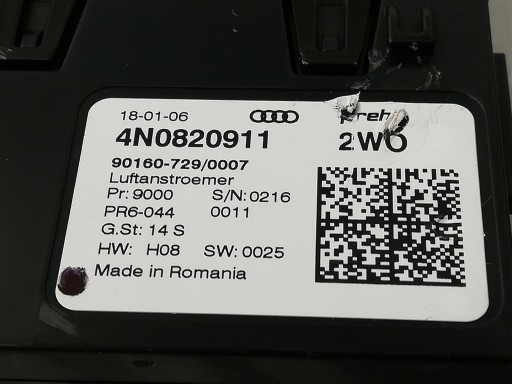 18-01-06
4N0820911 2WO
90160-729/0007
Luftanstroemer
Pr: 9000 S/N: 0216
PR6-044 0011
G.St: 14 S
HW: H08 SW: 0025
Made in Romania